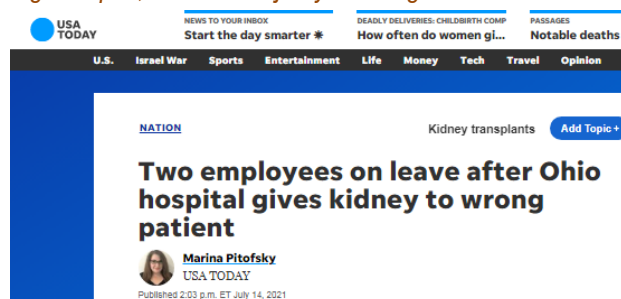 USA
TODAY
NEWS TO YOUR INBOX
Start the day smarter ☀
DEADLY DELIVERIES: CHILDBIRTH COMP
How often do women gi...
PASSAGES
Notable deaths
U.S. Israel War Sports Entertainment Life Money Tech Travel Opinion
NATION
Kidney transplants
Add Topic +
Two employees on leave after Ohio
hospital gives kidney to wrong
patient
Marina Pitofsky
USA TODAY
Published 2:03 p.m. ET July 14, 2021